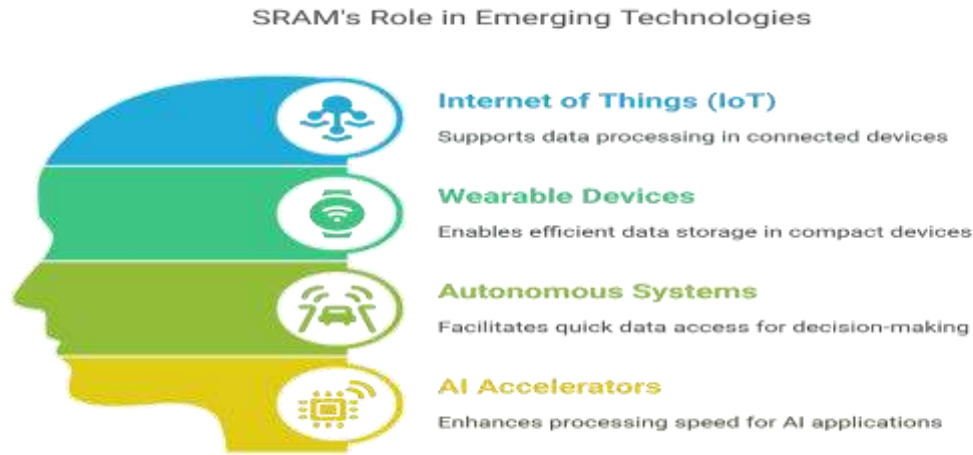 SRAM's Role in Emerging Technologies
Internet of Things (IoT)
Supports data processing in connected devices
Wearable Devices
Enables efficient data storage in compact devices
Autonomous Systems
Facilitates quick data access for decision-making
AI Accelerators
Enhances processing speed for AI applications